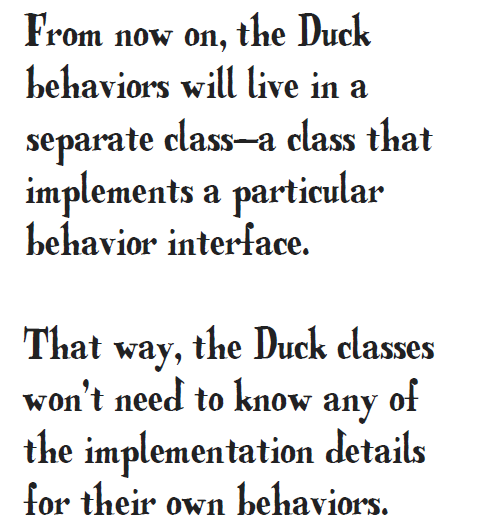 From now on, the Duck
behaviors will live in a
separate class—a class that
implements a particular
behavior interface.
That way, the Duck classes
won't need to know any of
the implementation details
for their own behaviors.